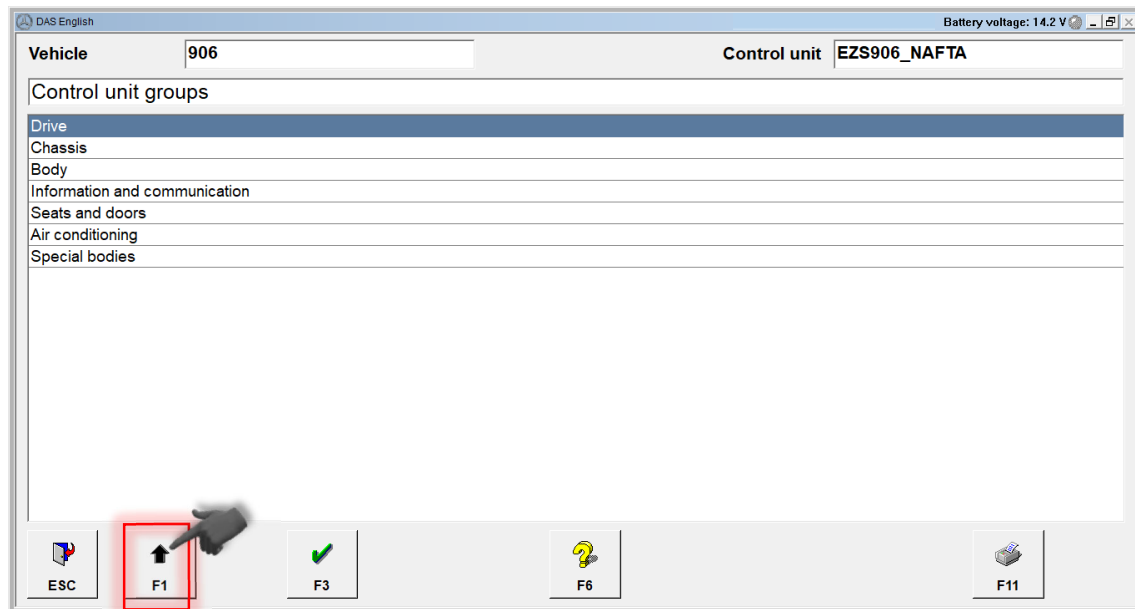 DAS English Battery voltage: 14.2 V
Vehicle 906 Control unit EZS906_NAFTA
Control unit groups
Drive
Chassis
Body
Information and communication
Seats and doors
Air conditioning
Special bodies
ESC F1 F3 F6 F11